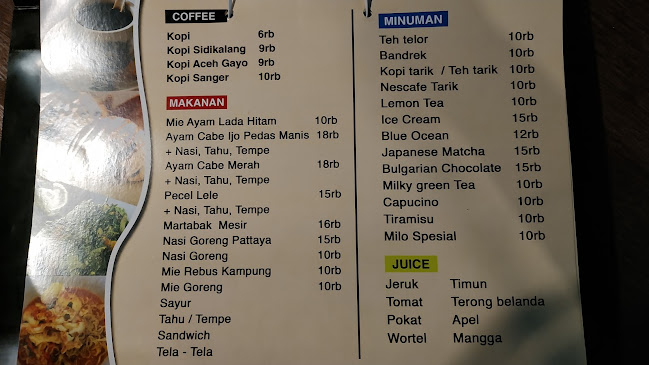 COFFEE
Kopi 6rb
Kopi Sidikalang 9rb
Kopi Aceh Gayo 9rb
Kopi Sanger 10rb
MAKANAN
Mie Ayam Lada Hitam 10rb
Ayam Cabe Ijo Pedas Manis 18rb
+ Nasi, Tahu, Tempe
Ayam Cabe Merah 18rb
+ Nasi, Tahu, Tempe
Pecel Lele 15rb
+ Nasi, Tahu, Tempe
Martabak Mesir 16rb
Nasi Goreng Pattaya 15rb
Nasi Goreng 10rb
Mie Rebus Kampung 10rb
Mie Goreng 10rb
Sayur
Tahu / Tempe
Sandwich
Tela - Tela
MINUMAN
Teh telor 10rb
Bandrek 10rb
Kopi tarik / Teh tarik 10rb
Nescafe Tarik 10rb
Lemon Tea 10rb
Ice Cream 15rb
Blue Ocean 12rb
Japanese Matcha 15rb
Bulgarian Chocolate 15rb
Milky green Tea 10rb
Capucino 10rb
Tiramisu 10rb
Milo Spesial 10rb
JUICE
Jeruk Timun
Tomat Terong belanda
Pokat Apel
Wortel Mangga